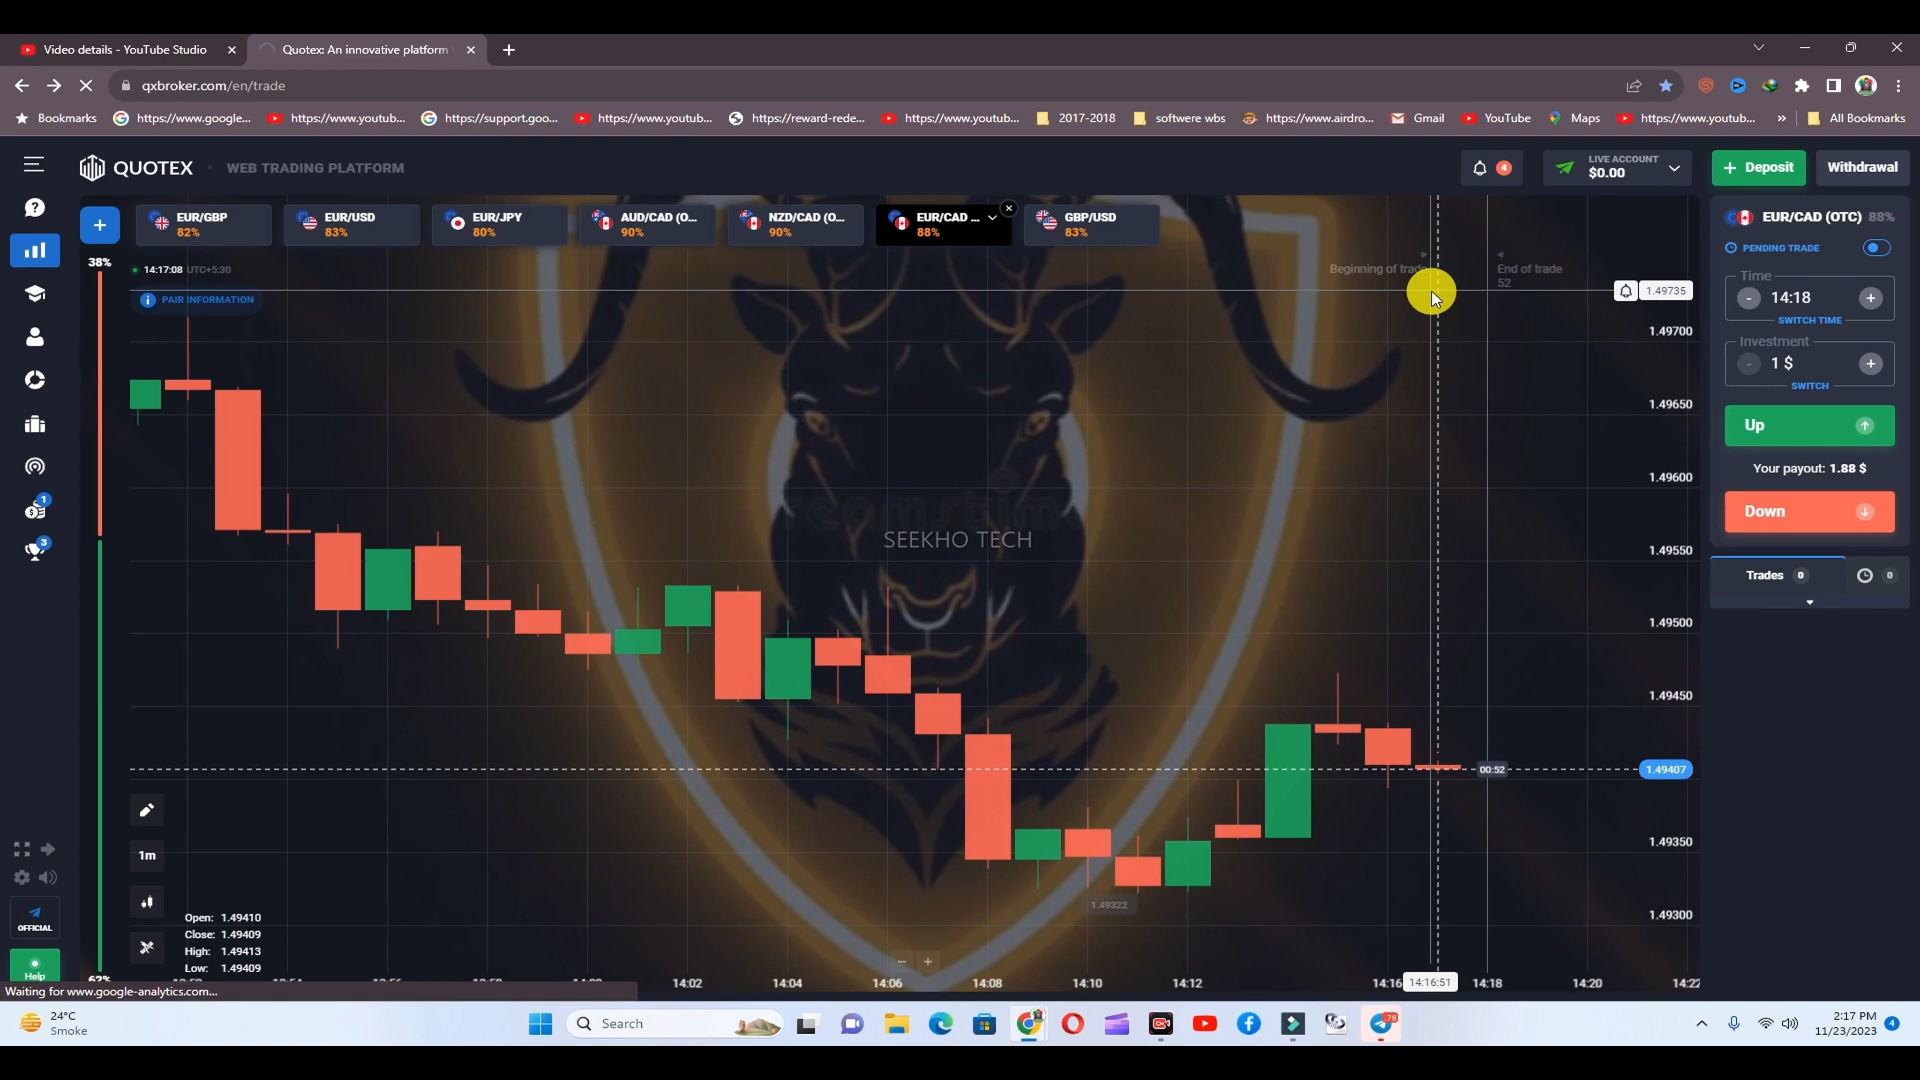 Video details - YouTube Studio
Quotex: An innovative platform
qxbroker.com/en/trade
Bookmarks
https://www.google...
https://www.youtub...
https://support.goo...
https://www.youtub...
https://reward-rede...
https://www.youtub...
2017-2018
softwere wbs
https://www.airdro...
Gmail
YouTube
Maps
https://www.youtub...
»
All Bookmarks
QUOTEX
WEB TRADING PLATFORM
4
LIVE ACCOUNT
$0.00
+ Deposit
Withdrawal
EUR/GBP
82%
EUR/USD
83%
EUR/JPY
80%
AUD/CAD (O...
90%
NZD/CAD (O...
90%
EUR/CAD ...
88%
GBP/USD
83%
EUR/CAD (OTC) 88%
PENDING TRADE
Time
- 14:18 +
SWITCH TIME
Investment
- 1 $ +
SWITCH
Up
Your payout: 1.88 $
Down
Trades 0
0
38%
14:17:08 UTC+5:30
PAIR INFORMATION
Beginning of trade
End of trade
52
1.49735
1.49700
1.49650
1.49600
1.49550
1.49500
1.49450
1.49407
1.49350
1.49300
SEEKHO TECH
00:52
1.49322
1
3
1m
Open: 1.49410
Close: 1.49409
High: 1.49413
Low: 1.49409
OFFICIAL
Help
62%
14:02
14:04
14:06
14:08
14:10
14:12
14:16
14:16:51
14:18
14:20
14:22
Waiting for www.google-analytics.com...
24°C
Smoke
Search
78
2:17 PM
11/23/2023
4